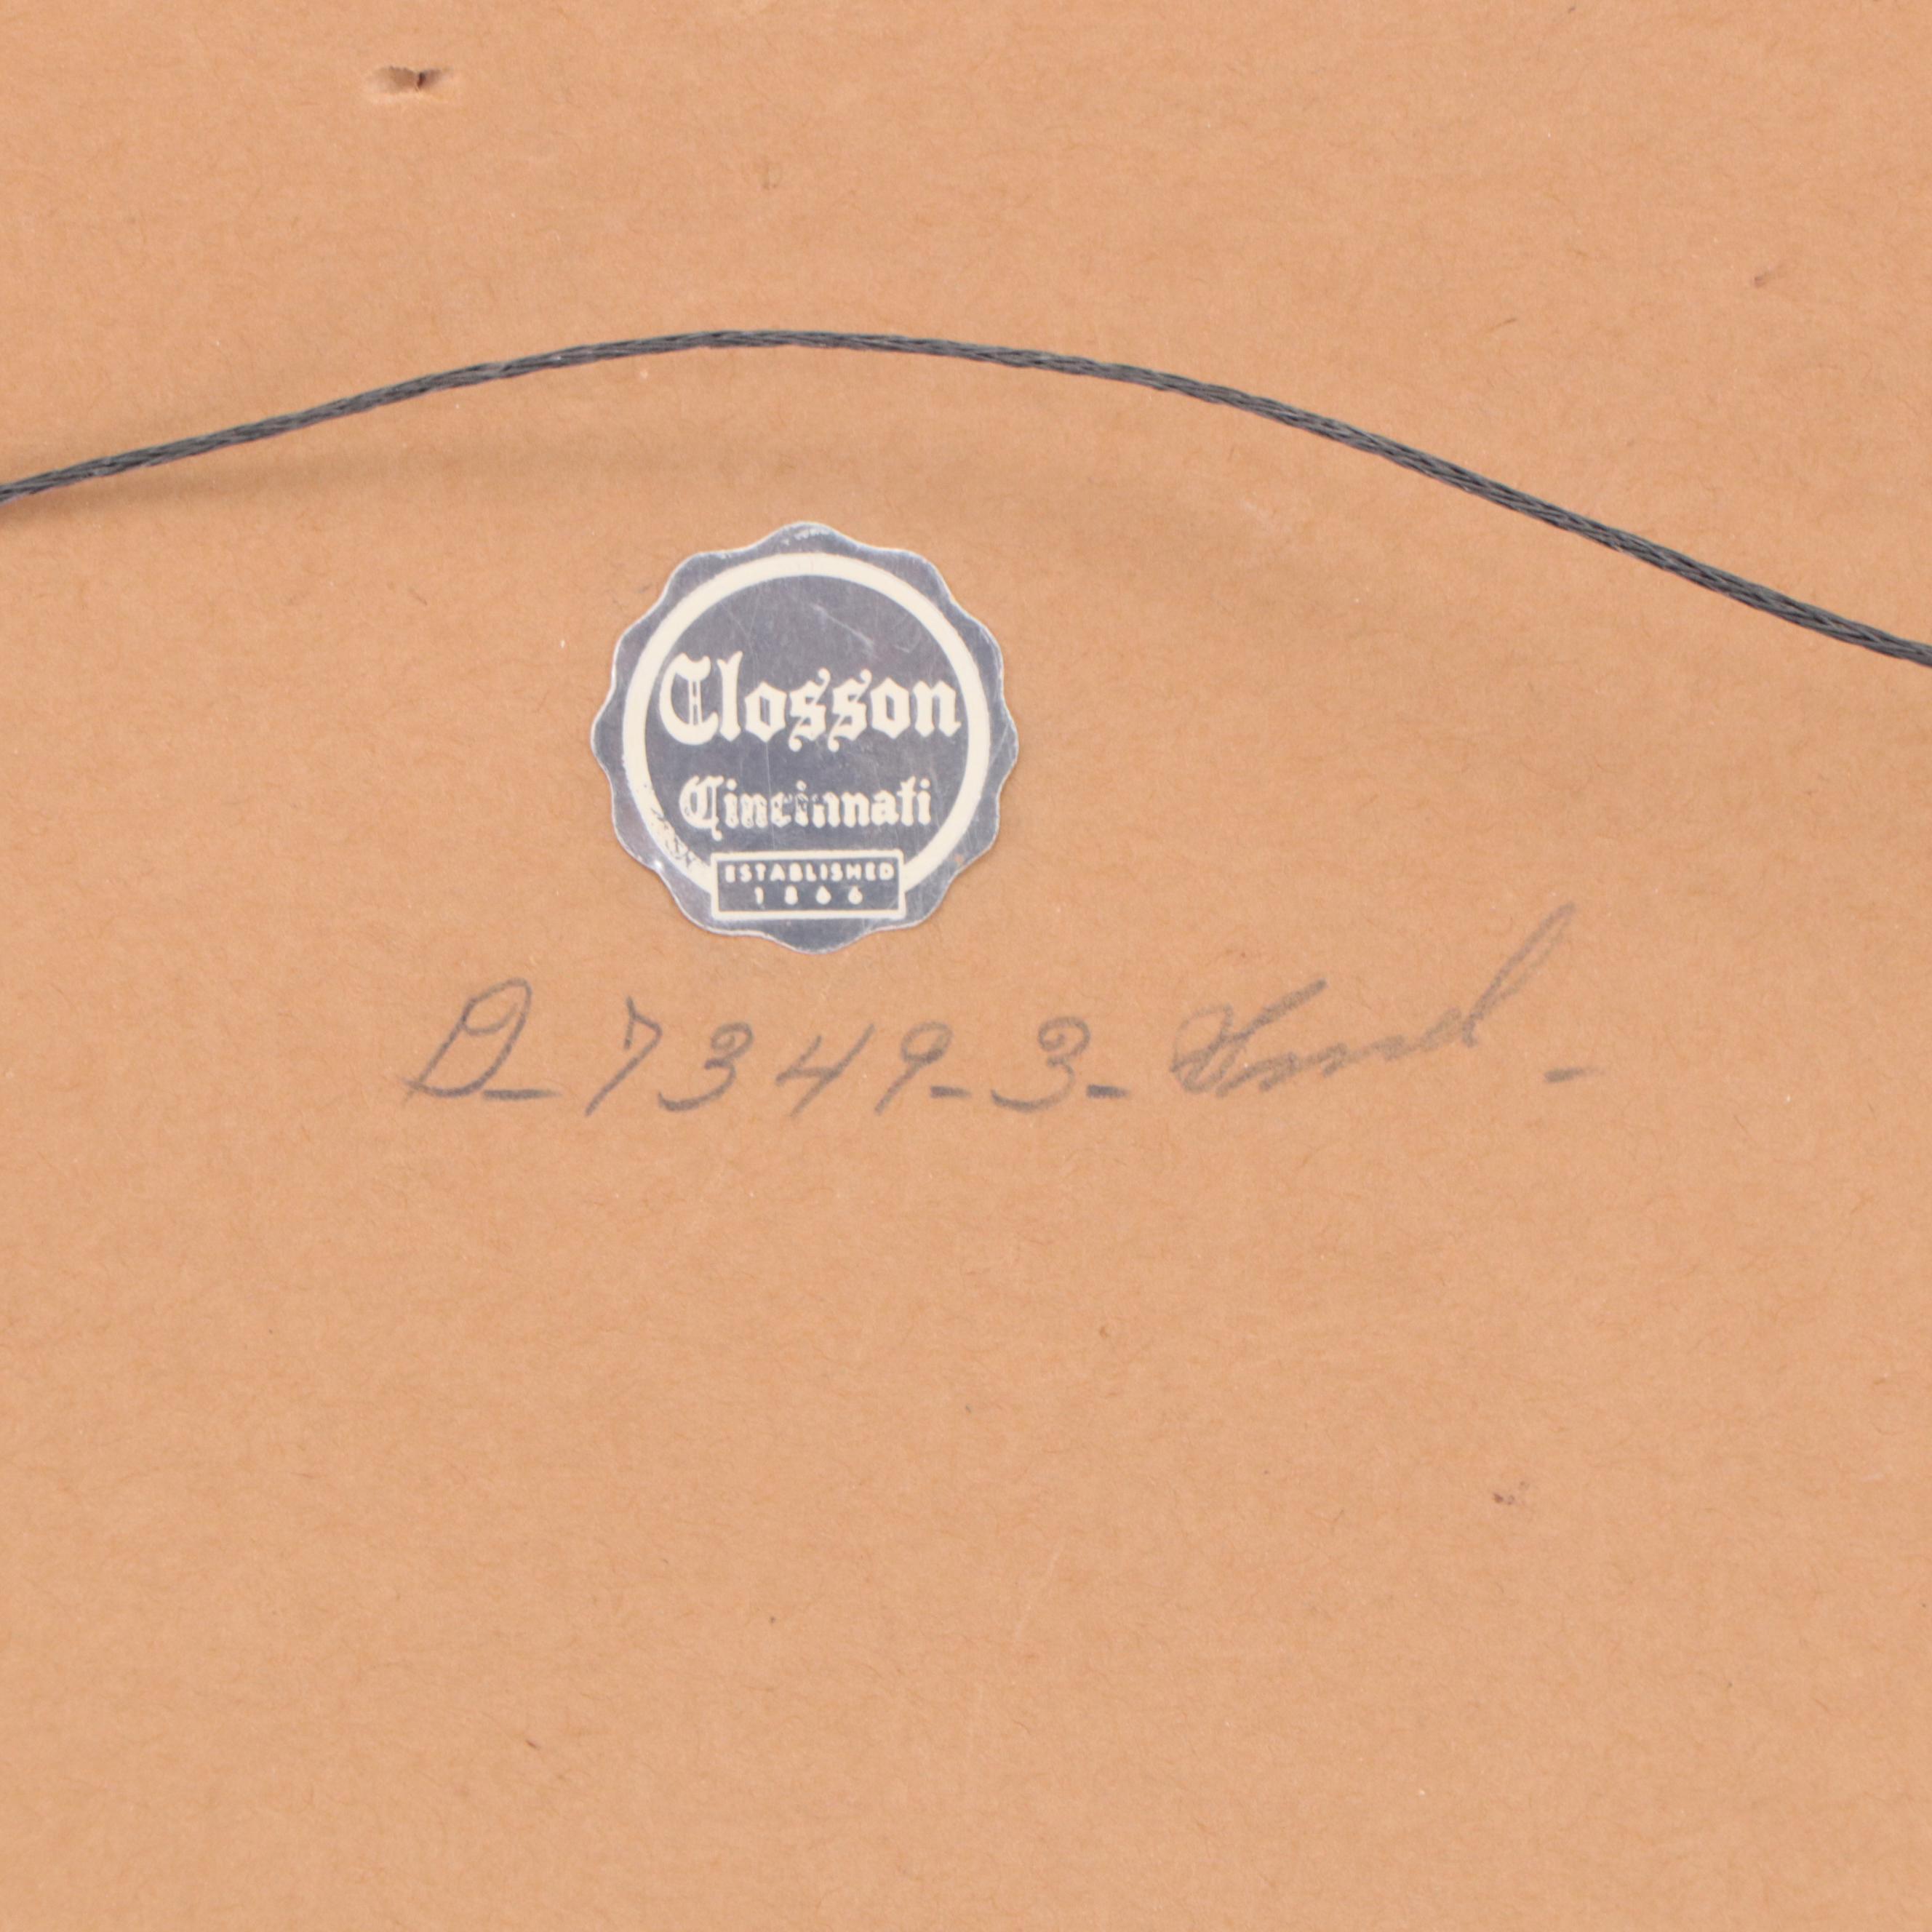 Closson
Cincinnati
ESTABLISHED
1866
D-7349-3-